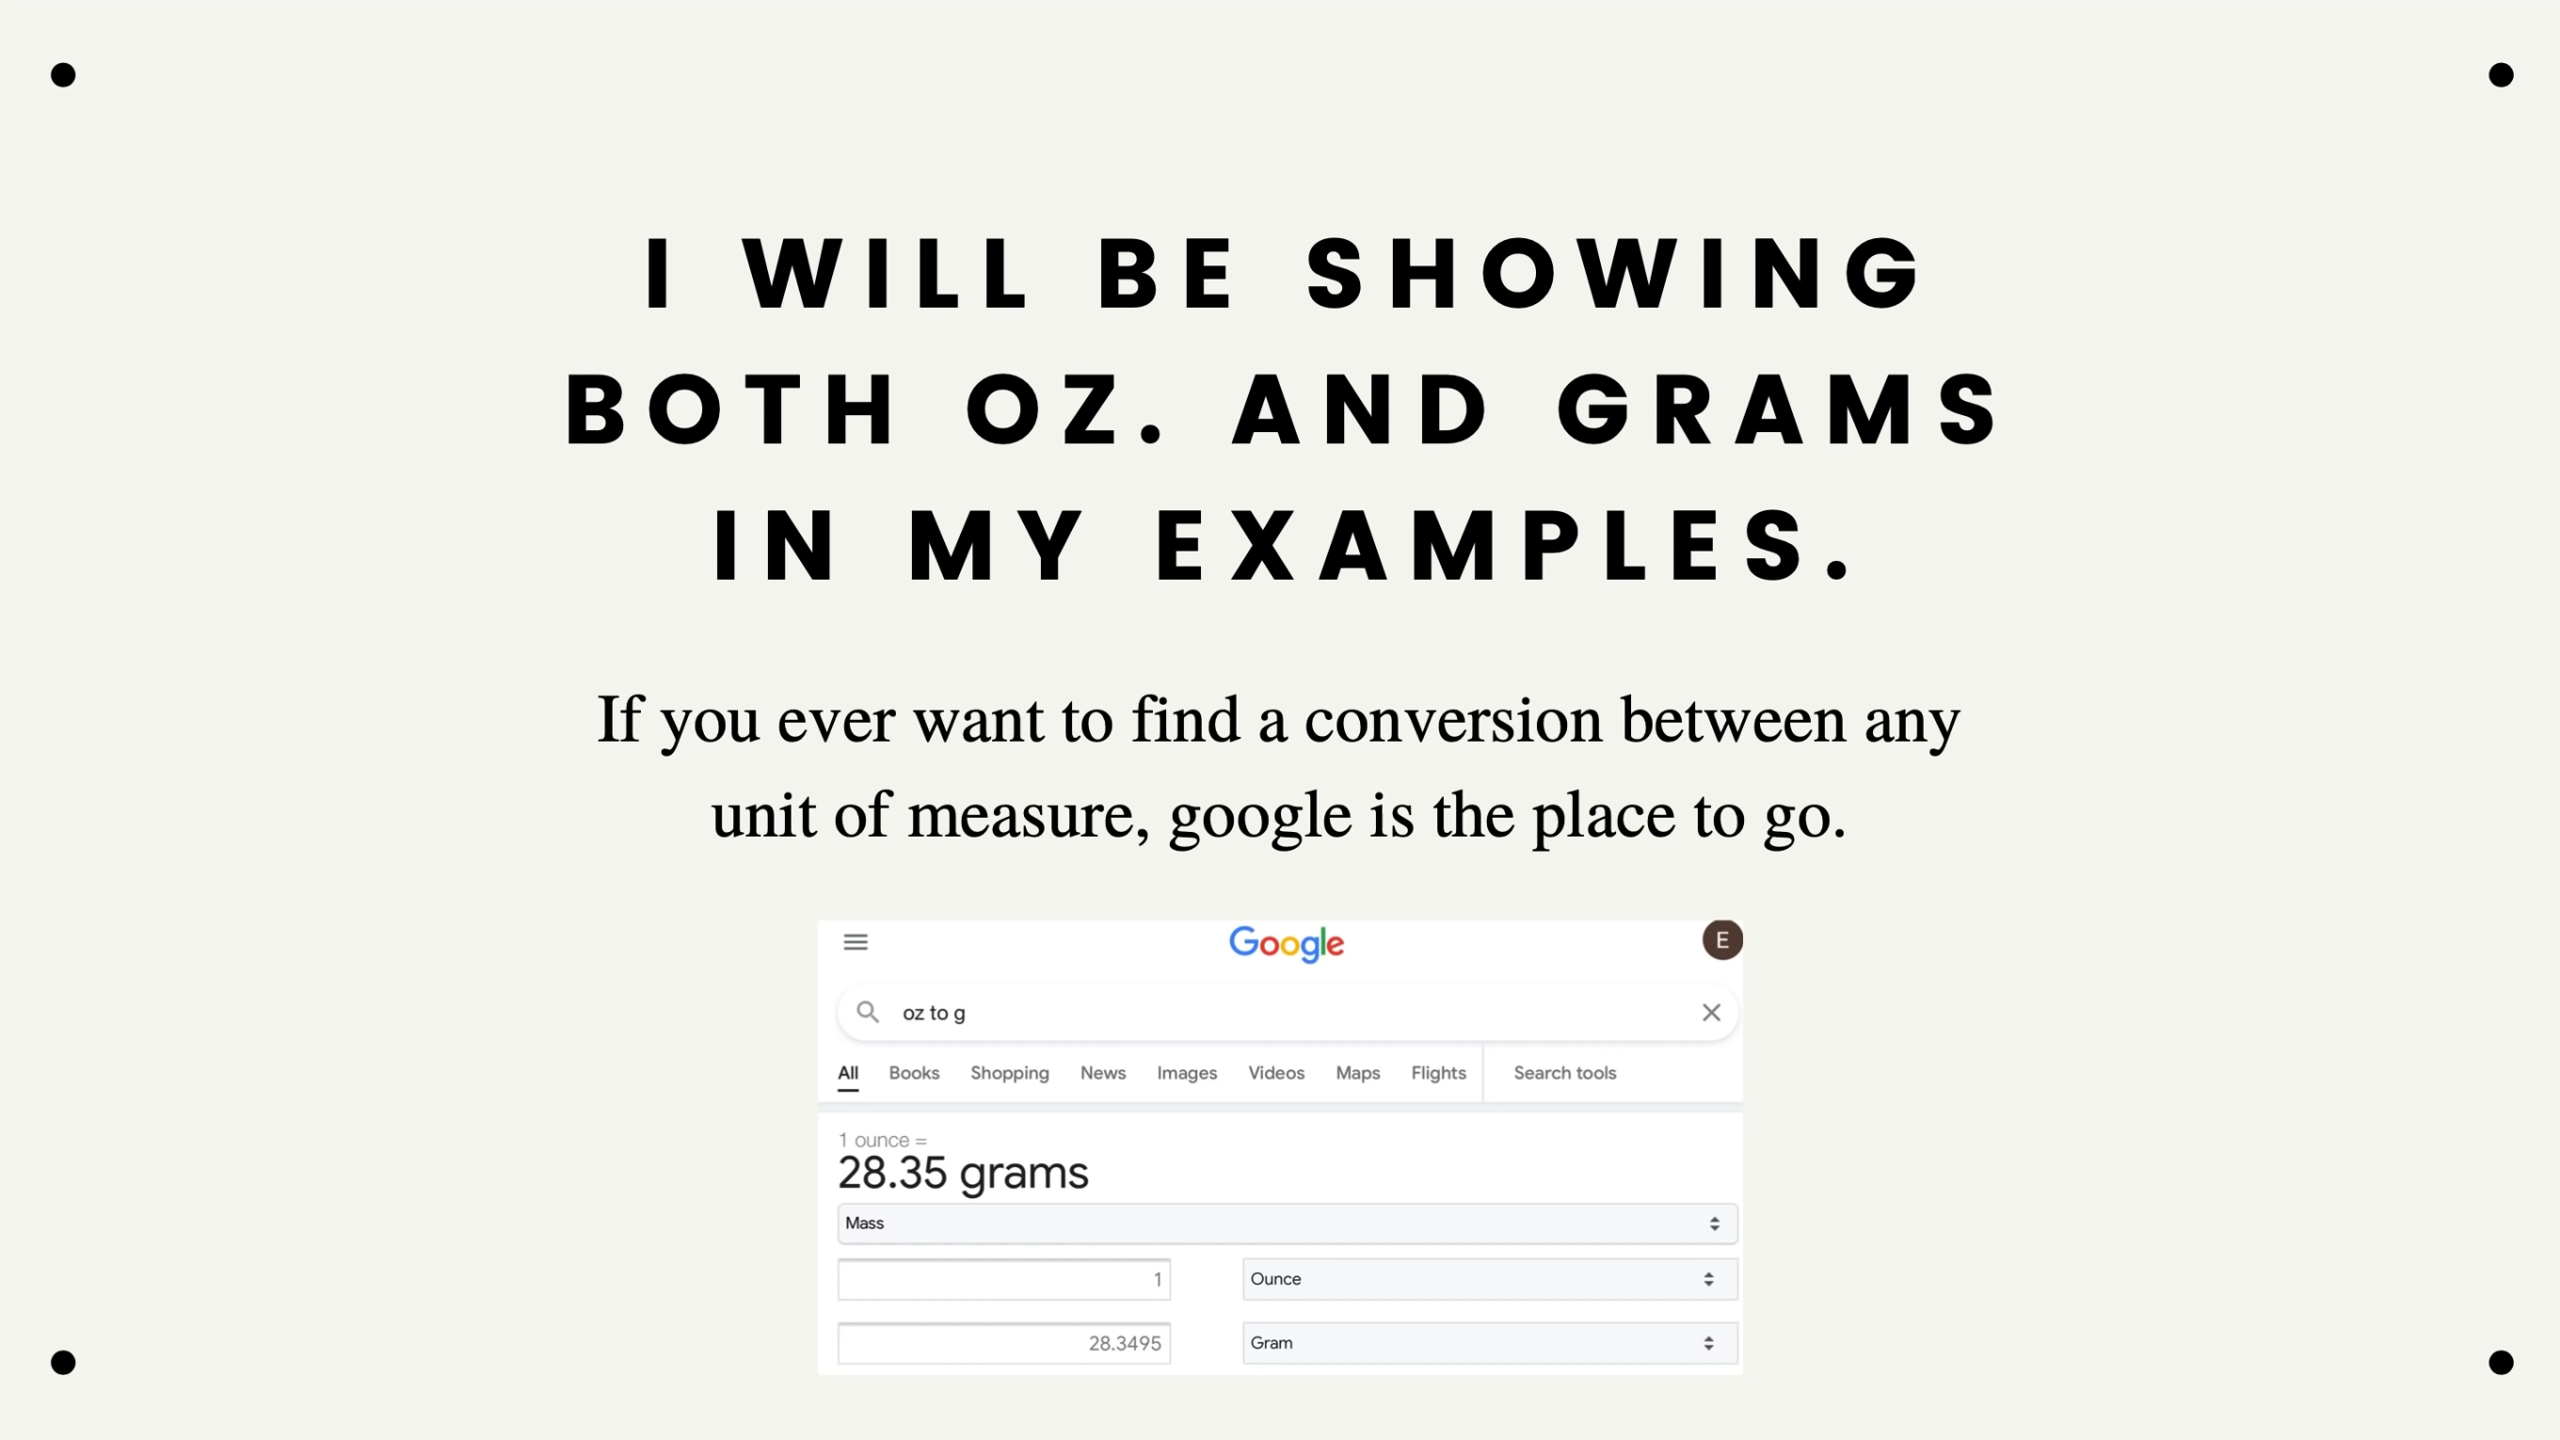 I WILL BE SHOWING
BOTH OZ. AND GRAMS
IN MY EXAMPLES.
If you ever want to find a conversion between any
unit of measure, google is the place to go.
Google E
oz to g
All Books Shopping News Images Videos Maps Flights Search tools
1 ounce =
28.35 grams
Mass
1 Ounce
28.3495 Gram